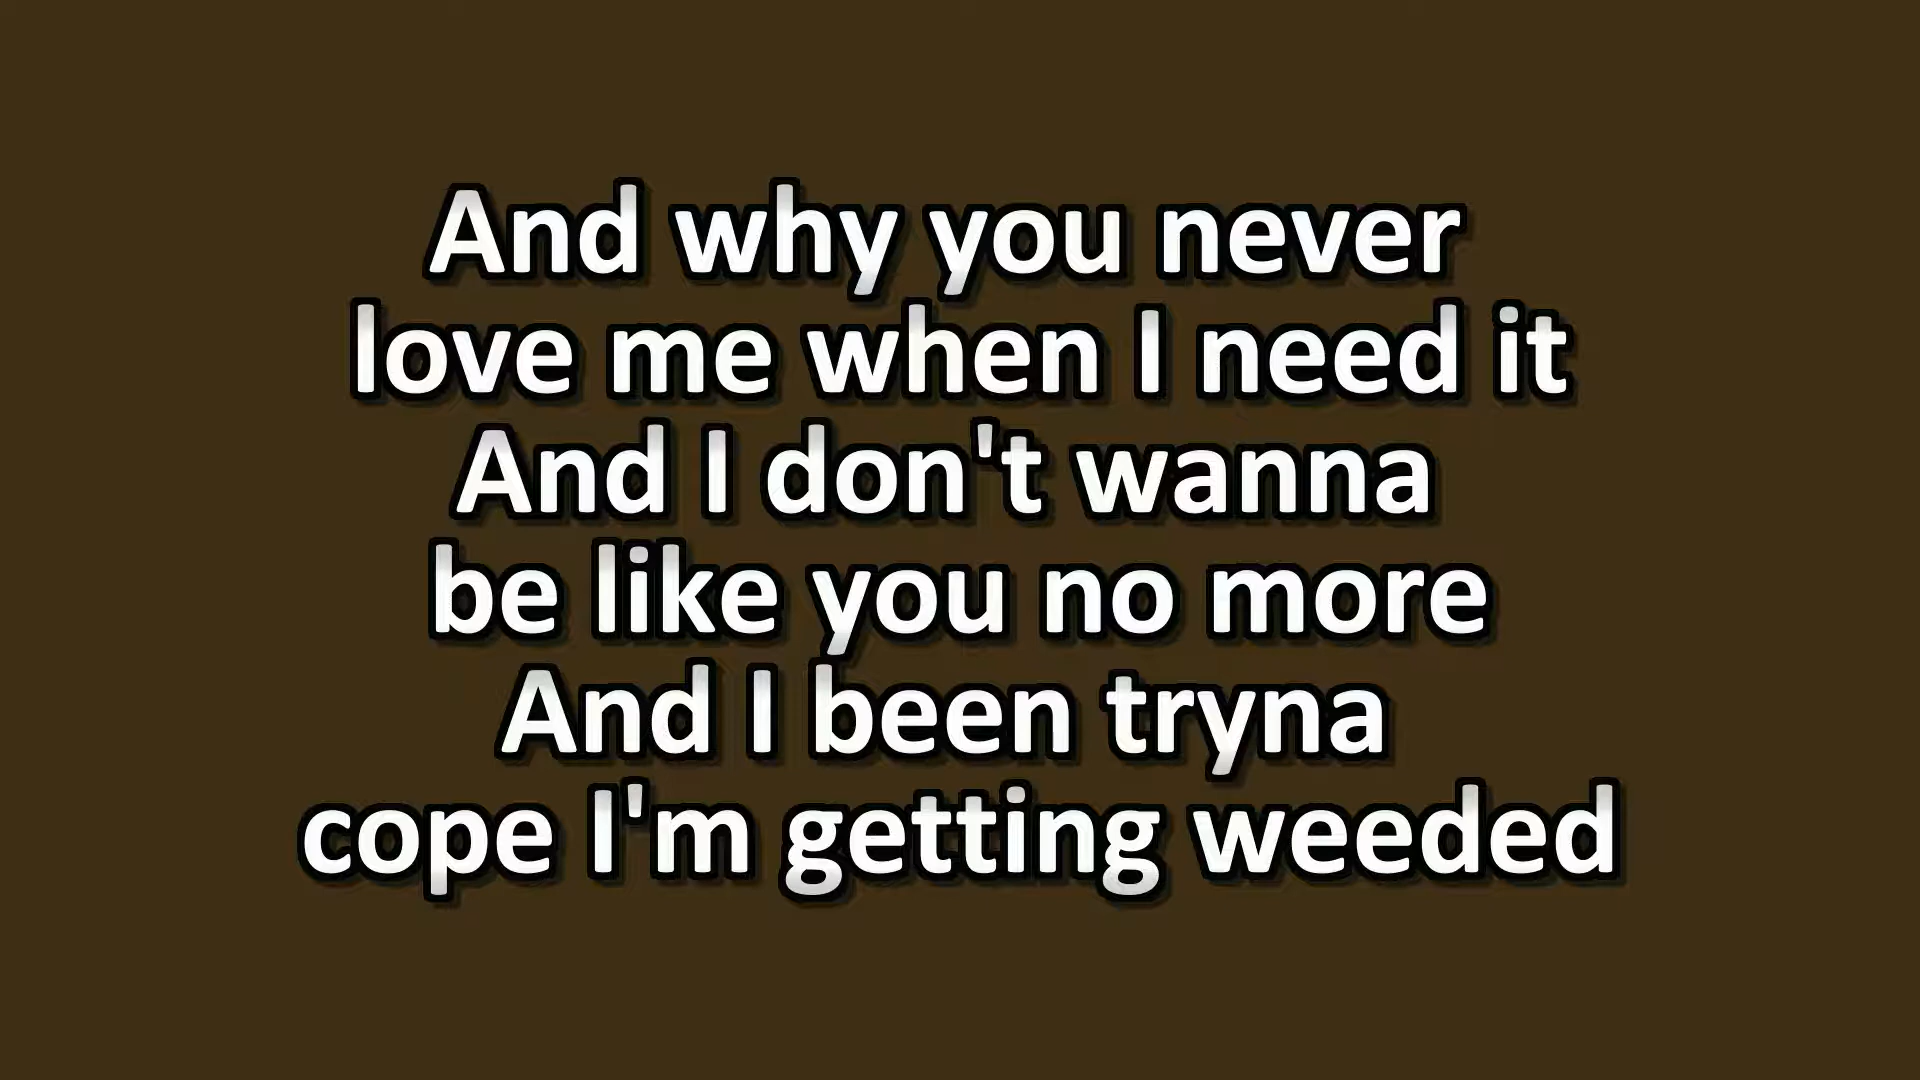 And why you never
love me when I need it
And I don't wanna
be like you no more
And I been tryna
cope I'm getting weeded